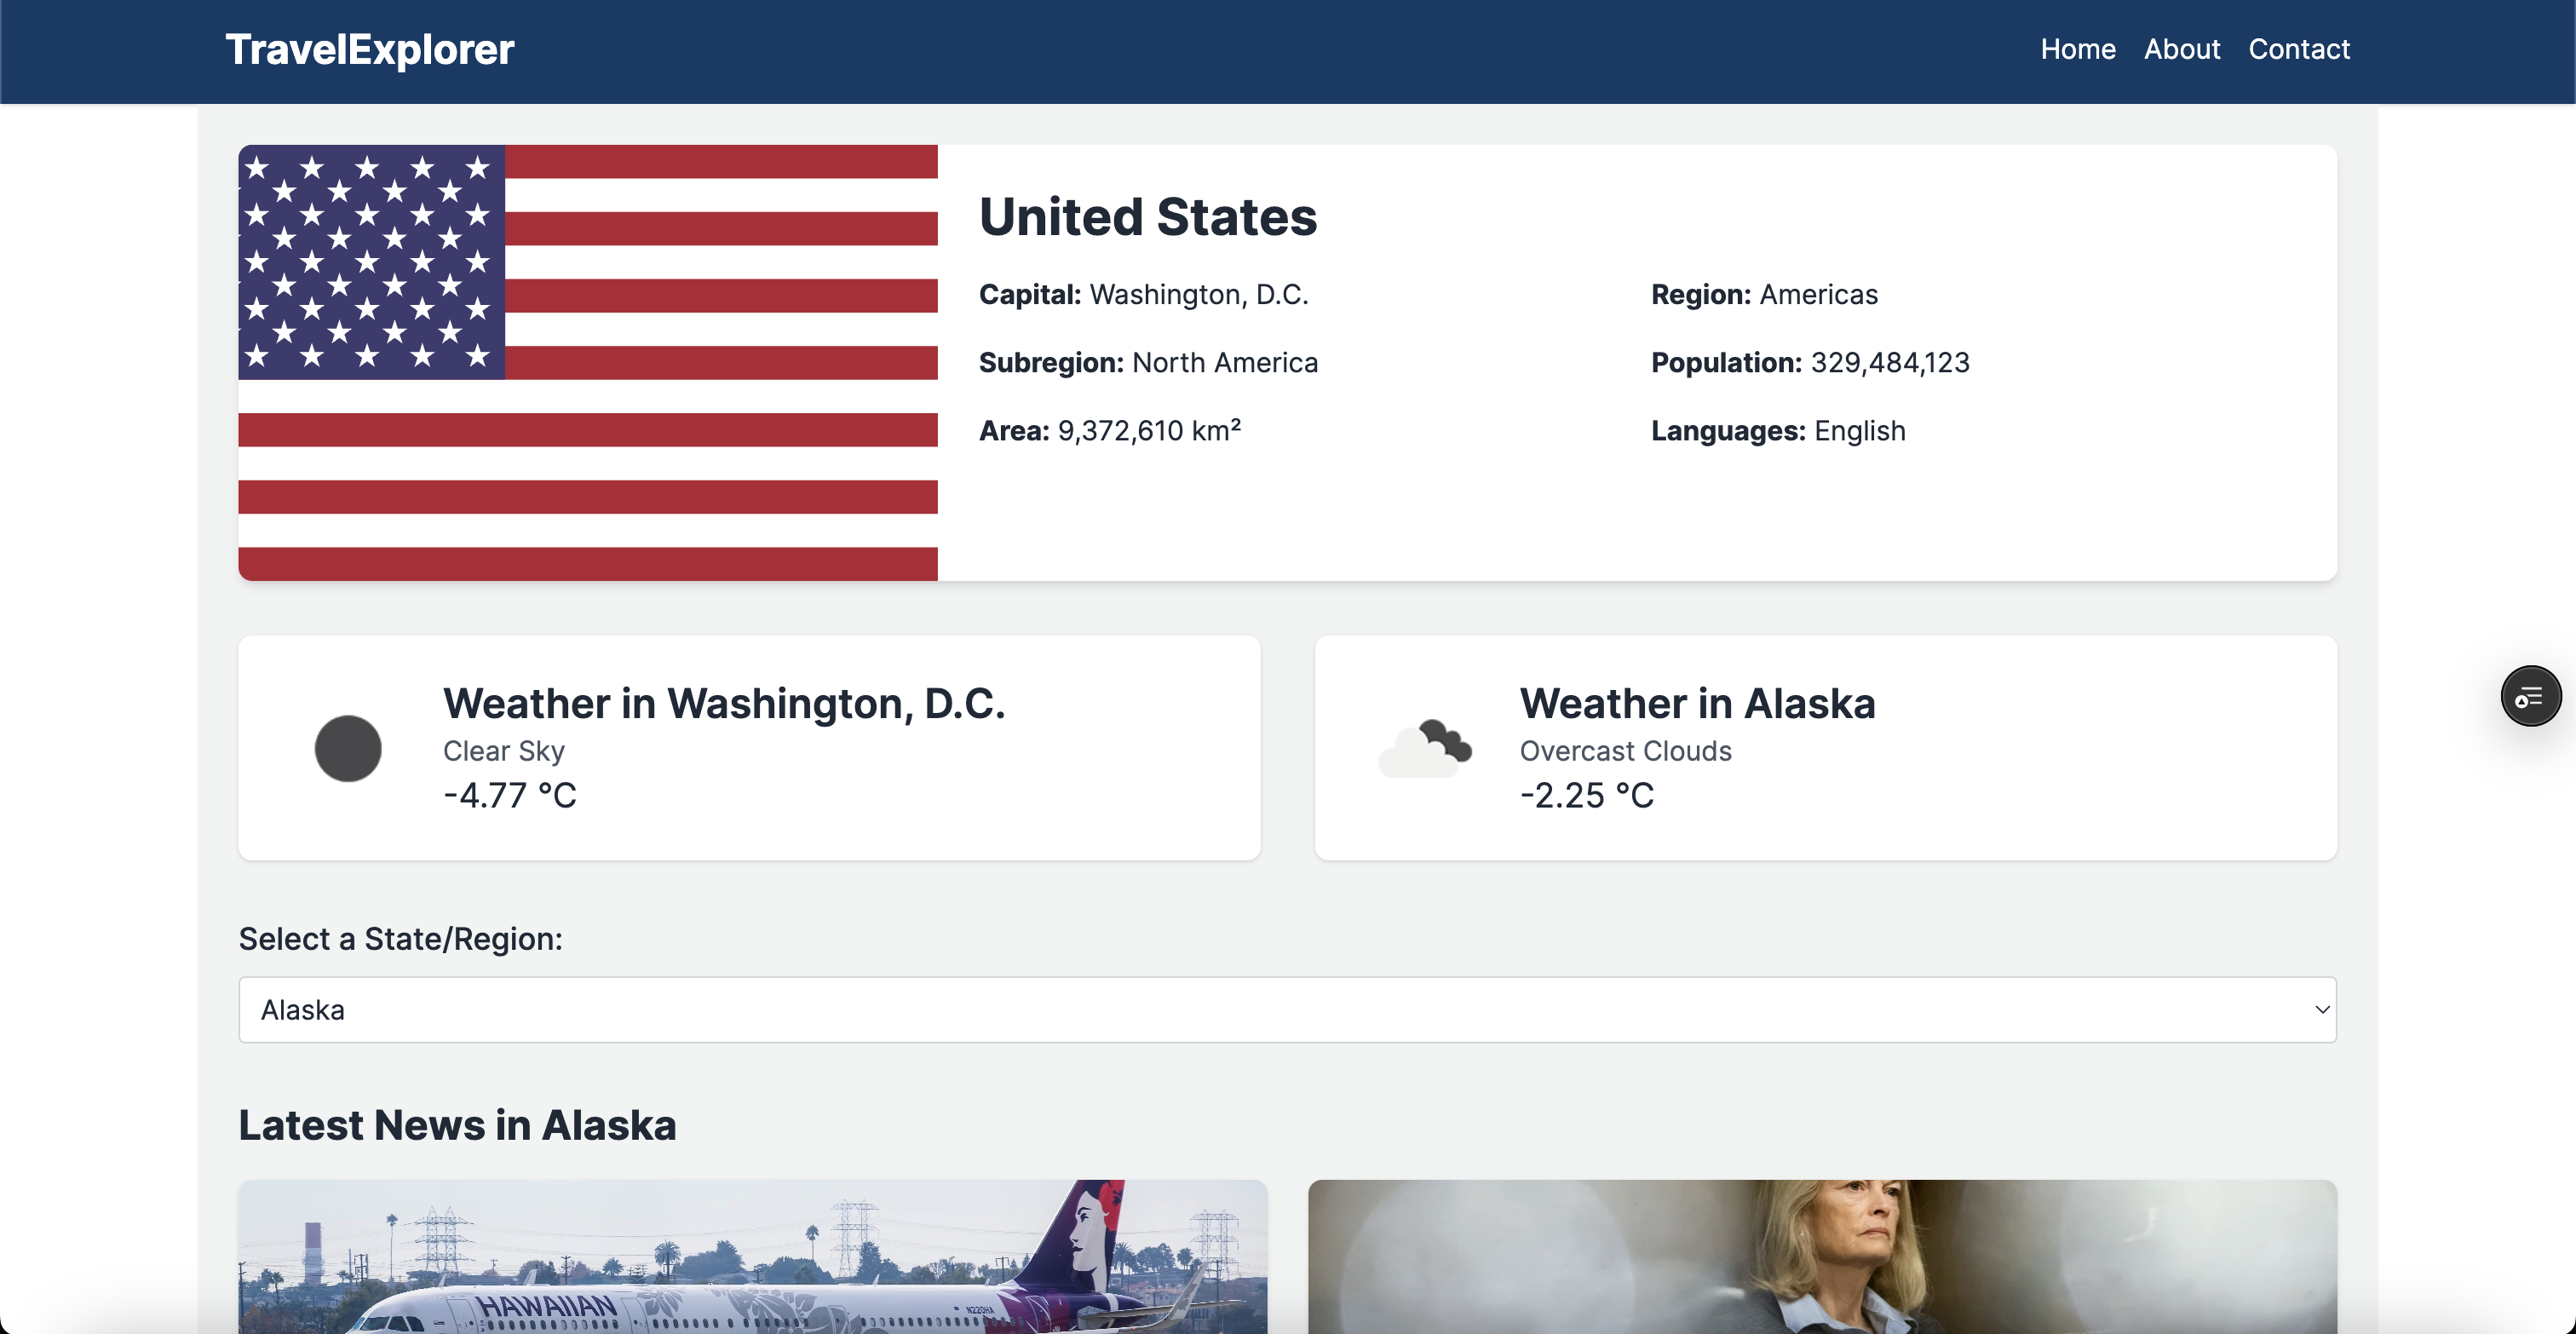 TravelExplorer
Home About Contact
United States
Capital: Washington, D.C.
Region: Americas
Subregion: North America
Population: 329,484,123
Area: 9,372,610 km²
Languages: English
Weather in Washington, D.C.
Clear Sky
-4.77 °C
Weather in Alaska
Overcast Clouds
-2.25 °C
Select a State/Region:
Alaska
Latest News in Alaska
HAWAIIAN
N220HA